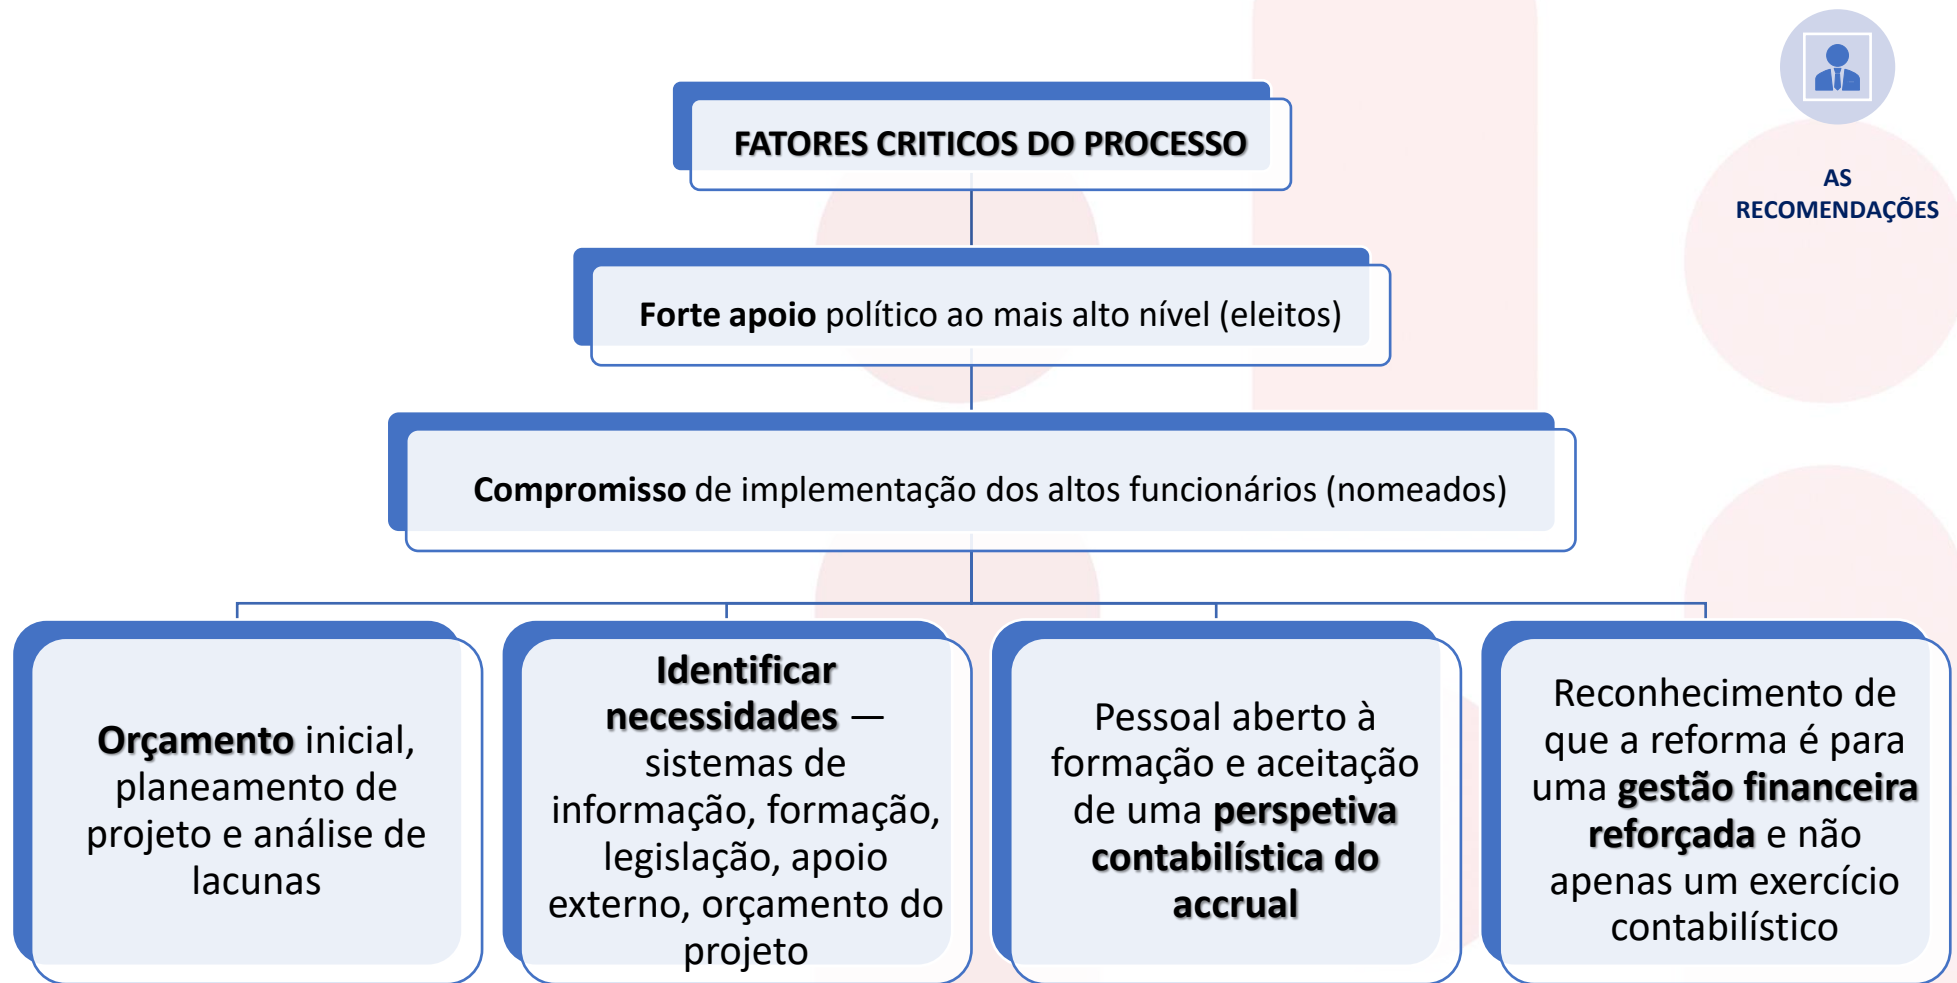 FATORES CRITICOS DO PROCESSO
AS
RECOMENDAÇÕES
Forte apoio político ao mais alto nível (eleitos)
Compromisso de implementação dos altos funcionários (nomeados)
Orçamento inicial,
planeamento de
projeto e análise de
lacunas
Identificar
necessidades —
sistemas de
informação, formação,
legislação, apoio
externo, orçamento do
projeto
Pessoal aberto à
formação e aceitação
de uma perspetiva
contabilística do
accrual
Reconhecimento de
que a reforma é para
uma gestão financeira
reforçada e não
apenas um exercício
contabilístico